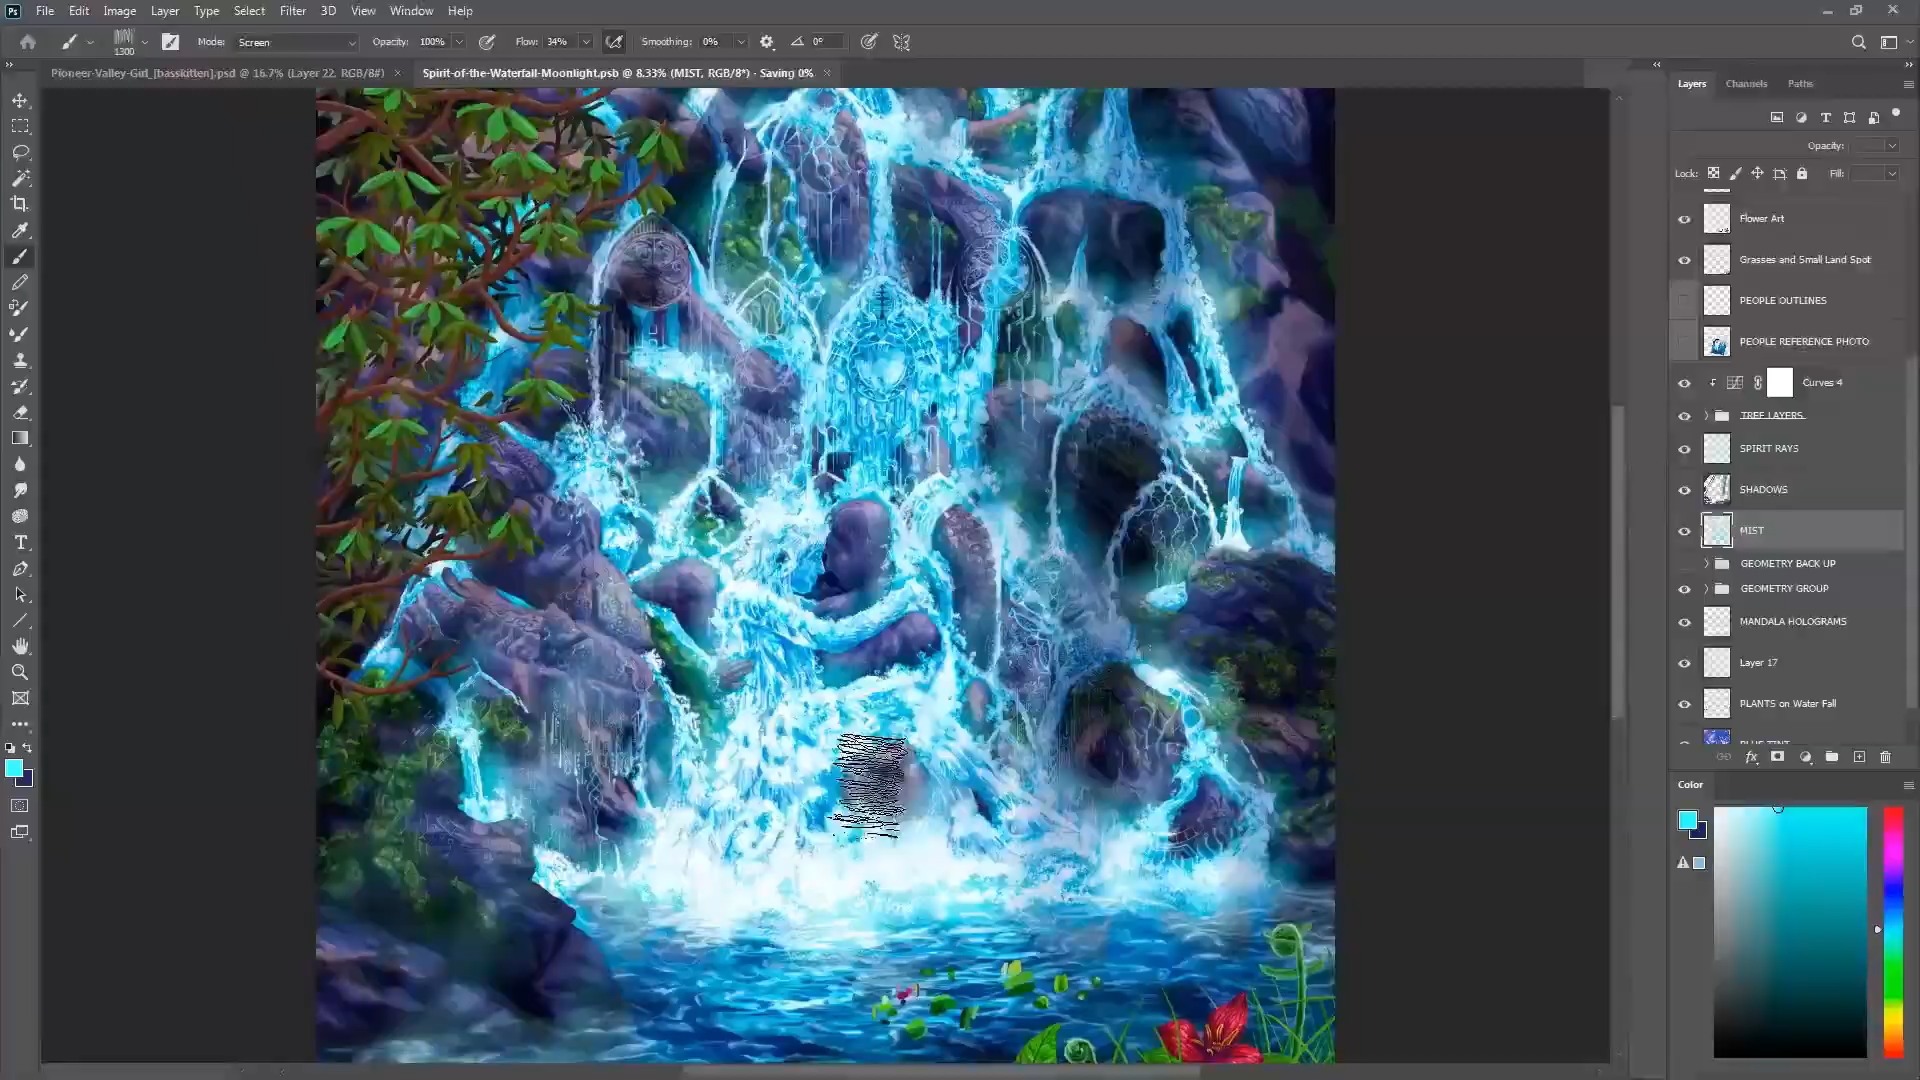 Ps File Edit Image Layer Type Select Filter 3D View Window Help
1300 Mode: Screen Opacity: 100% Flow: 34% Smoothing: 0% 0°
Pioneer-Valley-Girl_[basskitten].psd @ 16.7% (Layer 22, RGB/8#) × Spirit-of-the-Waterfall-Moonlight.psb @ 8.33% (MIST, RGB/8*) - Saving 0% ×
Layers Channels Paths
Opacity:
Lock: Fill:
Flower Art
Grasses and Small Land Spot
PEOPLE OUTLINES
PEOPLE REFERENCE PHOTO
Curves 4
TREE LAYERS
SPIRIT RAYS
SHADOWS
MIST
GEOMETRY BACK UP
GEOMETRY GROUP
MANDALA HOLOGRAMS
Layer 17
PLANTS on Water Fall
BLUE TINT
Color